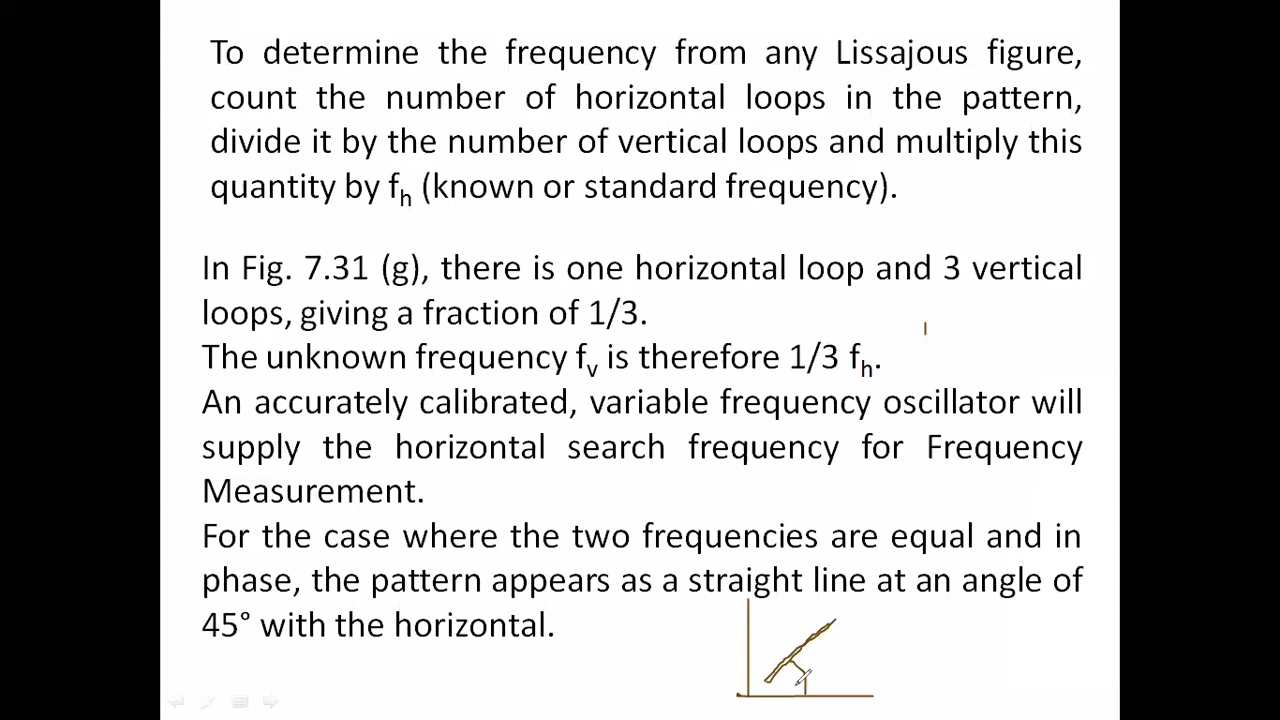 To determine the frequency from any Lissajous figure,
count the number of horizontal loops in the pattern,
divide it by the number of vertical loops and multiply this
quantity by fh (known or standard frequency).
In Fig. 7.31 (g), there is one horizontal loop and 3 vertical
loops, giving a fraction of 1/3.
The unknown frequency fv is therefore 1/3 fh.
An accurately calibrated, variable frequency oscillator will
supply the horizontal search frequency for Frequency
Measurement.
For the case where the two frequencies are equal and in
phase, the pattern appears as a straight line at an angle of
45° with the horizontal.